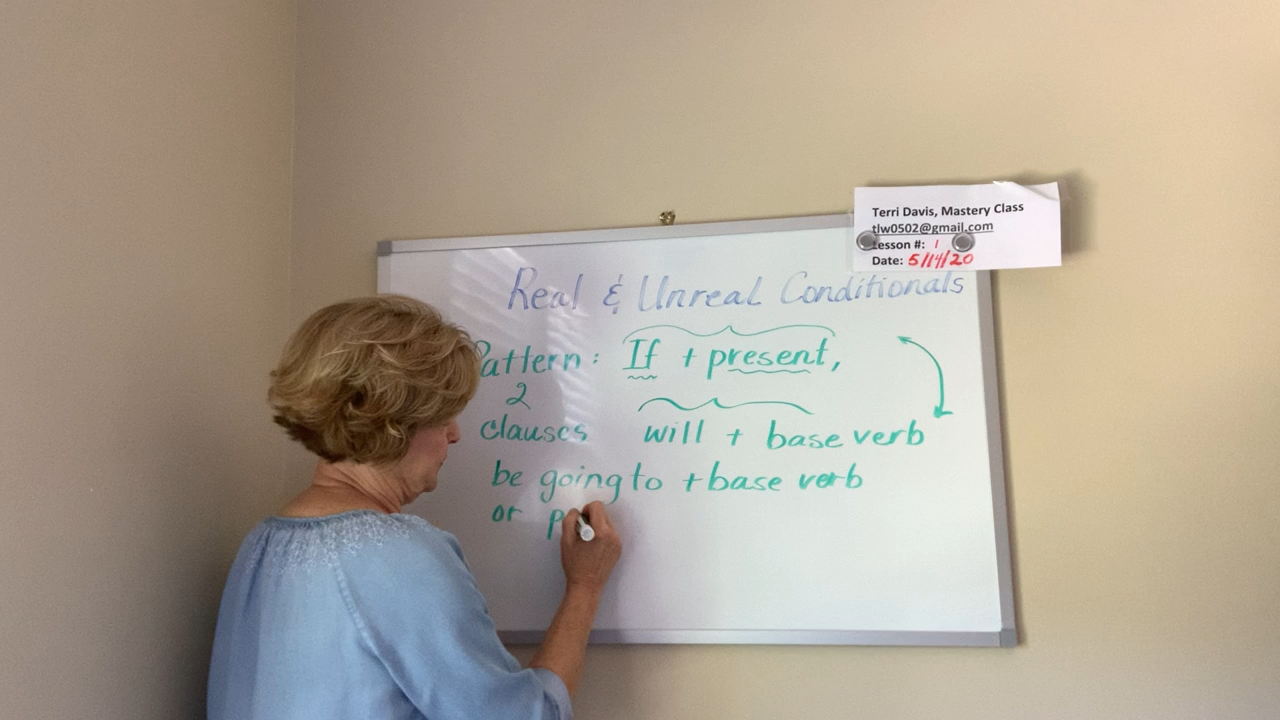 Terri Davis, Mastery Class
tlw0502@gmail.com
Lesson #: 1
Date: 5/14/20
Real & Unreal Conditionals
Pattern: If + present,
2
clauses will + base verb
be going to + base verb
or p